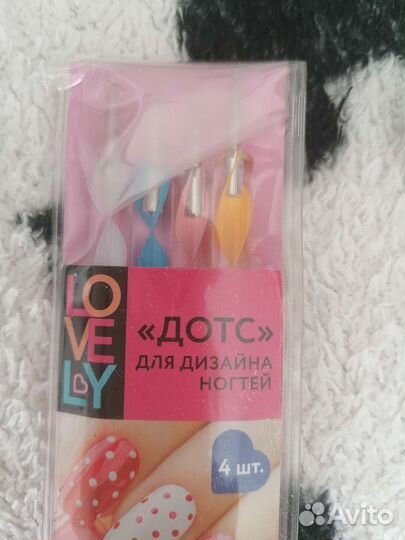 LO
VE
LY
«ДОТС»
ДЛЯ ДИЗАЙНА
НОГТЕЙ
4 шт.
Avito